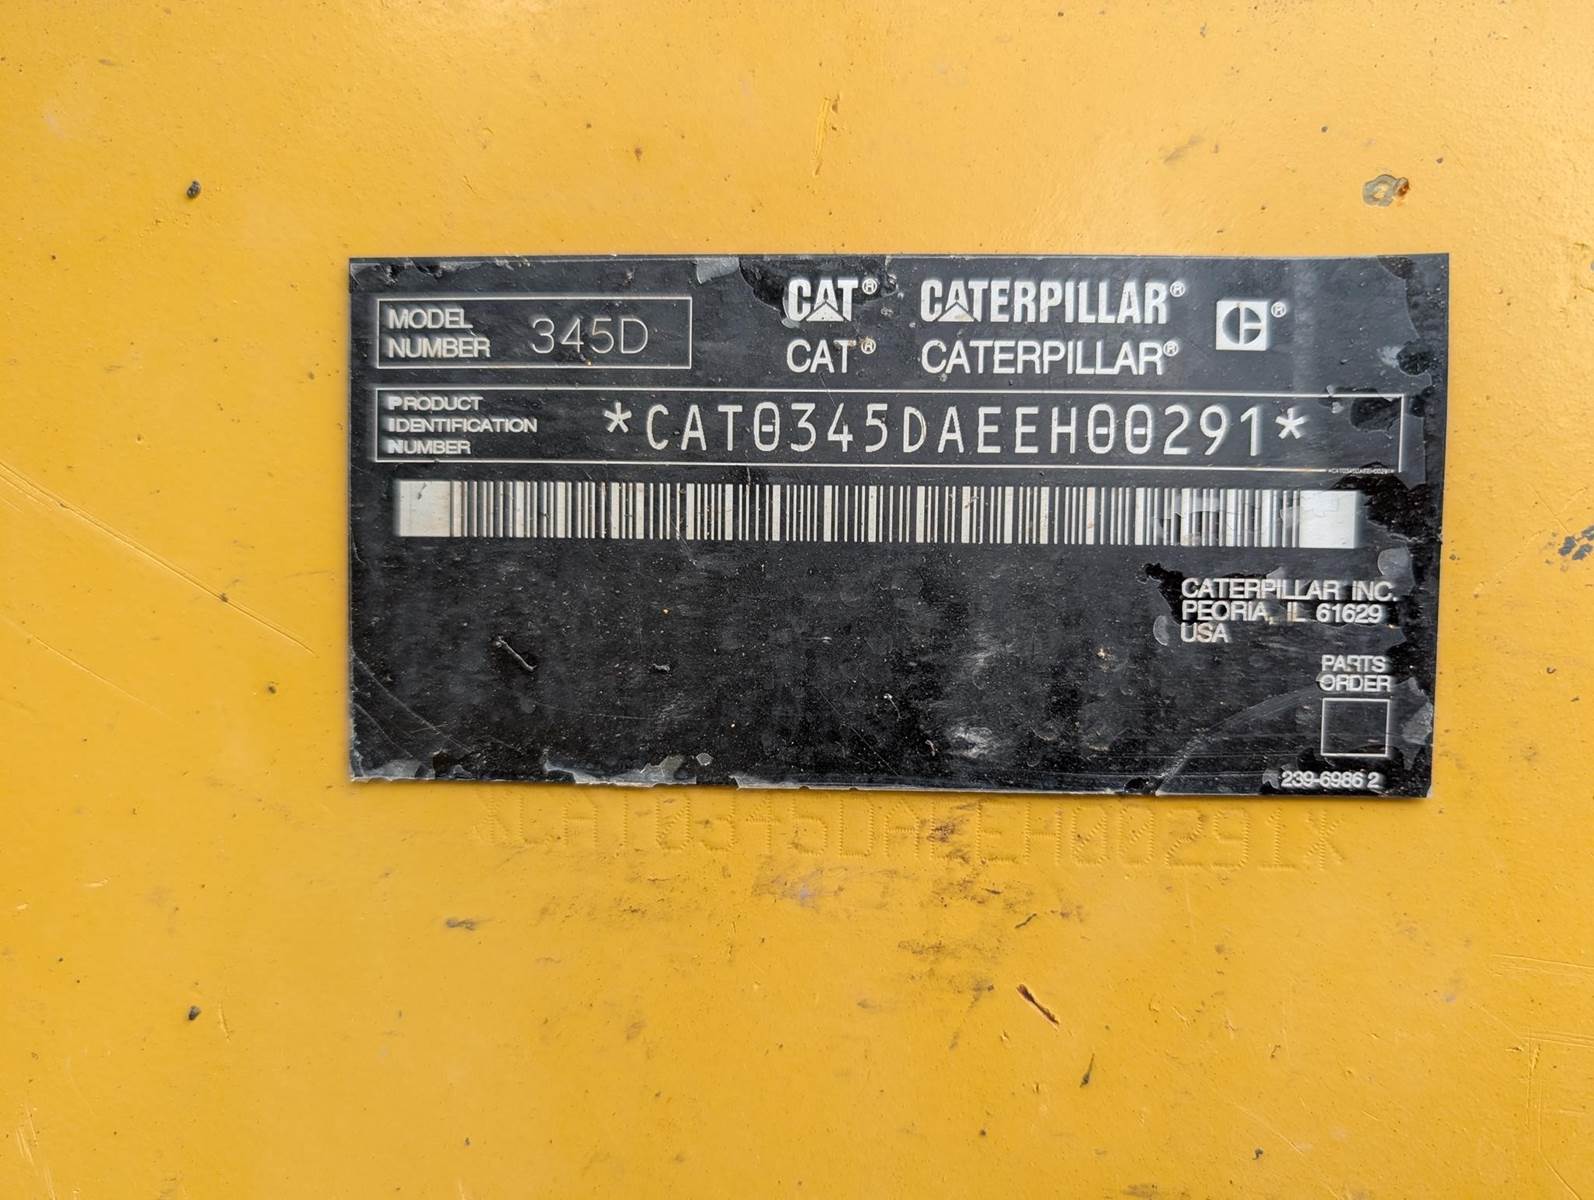 CAT® CATERPILLAR® C®
MODEL NUMBER 345D
CAT® CATERPILLAR®
PRODUCT IDENTIFICATION NUMBER *CAT0345DAEEH00291*
*CAT0345DAEEH00291*
CATERPILLAR INC.
PEORIA, IL 61629
USA
PARTS
ORDER
239-6986 2
CAT0345DAEEH00291